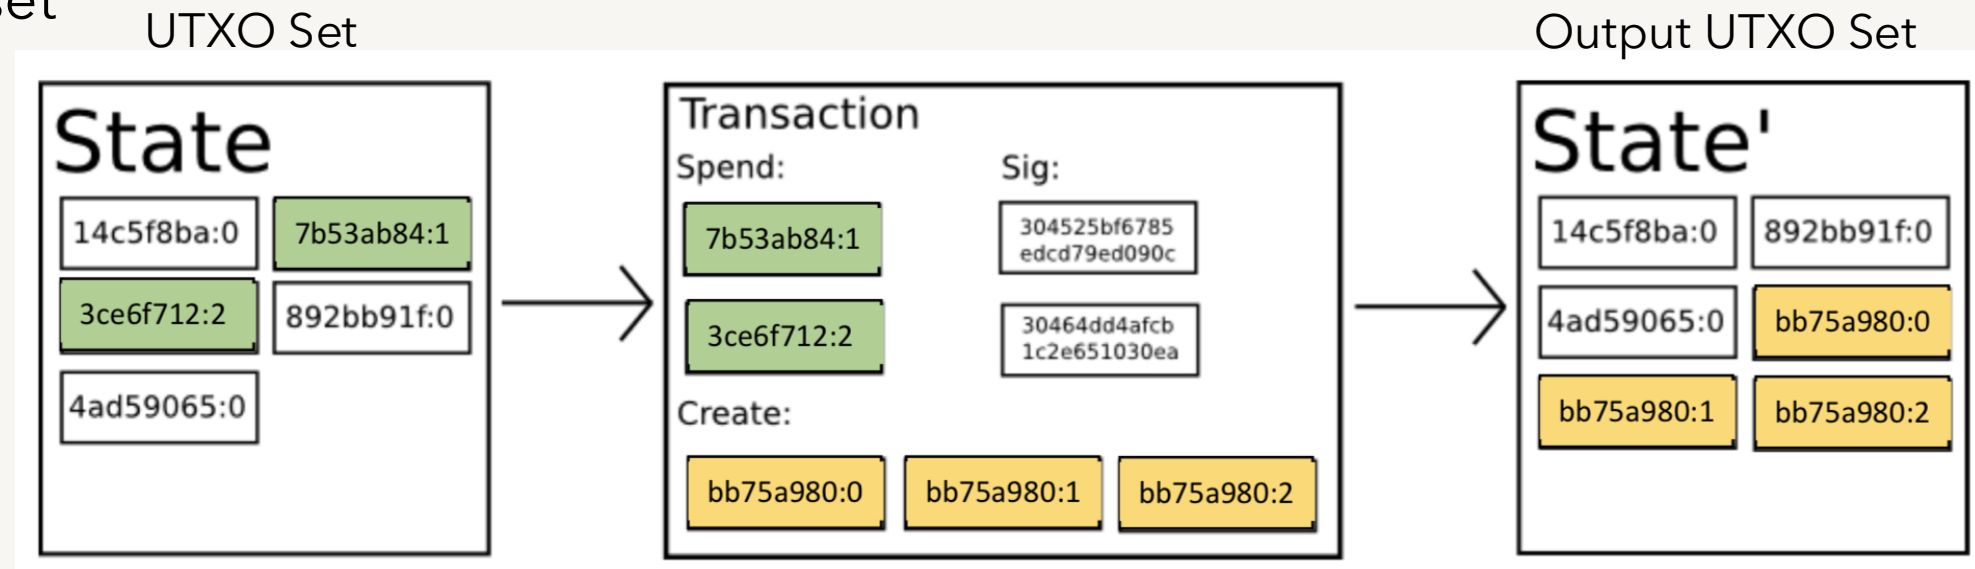 set
UTXO Set
Output UTXO Set
State
14c5f8ba:0 7b53ab84:1
3ce6f712:2 892bb91f:0
4ad59065:0
Transaction
Spend: Sig:
7b53ab84:1
304525bf6785
edcd79ed090c
3ce6f712:2
30464dd4afcb
1c2e651030ea
Create:
bb75a980:0 bb75a980:1 bb75a980:2
State'
14c5f8ba:0 892bb91f:0
4ad59065:0 bb75a980:0
bb75a980:1 bb75a980:2